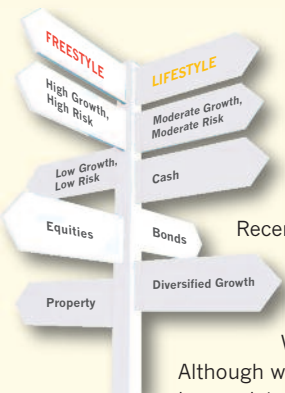 FREESTYLE
LIFESTYLE
High Growth,
High Risk
Moderate Growth,
Moderate Risk
Low Growth,
Low Risk
Cash
Equities
Bonds
Property
Diversified Growth
Although w